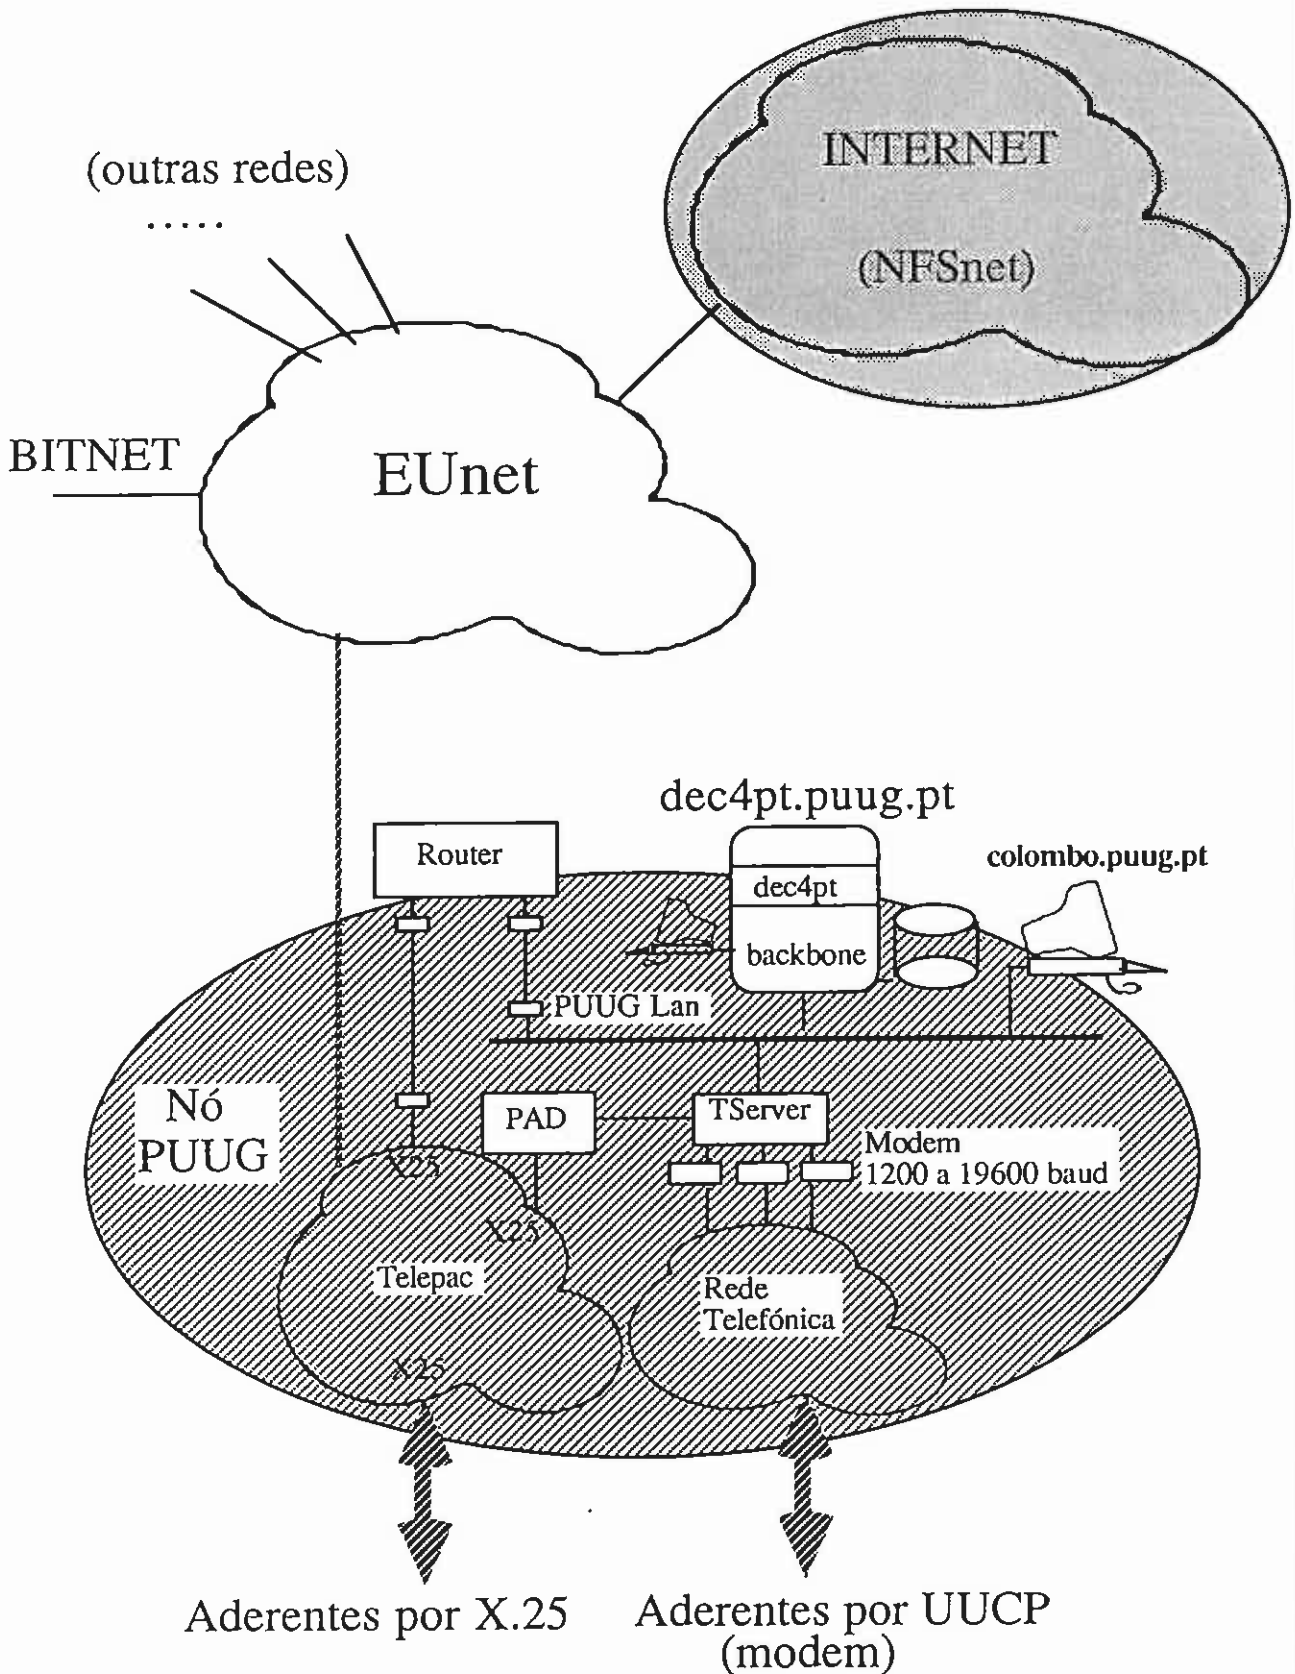 INTERNET
(NFSnet)
(outras redes)
.....
BITNET
EUnet
dec4pt.puug.pt
Router
colombo.puug.pt
dec4pt
backbone
PUUG Lan
Nó
PUUG
PAD
TServer
Modem
1200 a 19600 baud
X25
X25
Telepac
Rede
Telefónica
X25
Aderentes por X.25
Aderentes por UUCP
(modem)